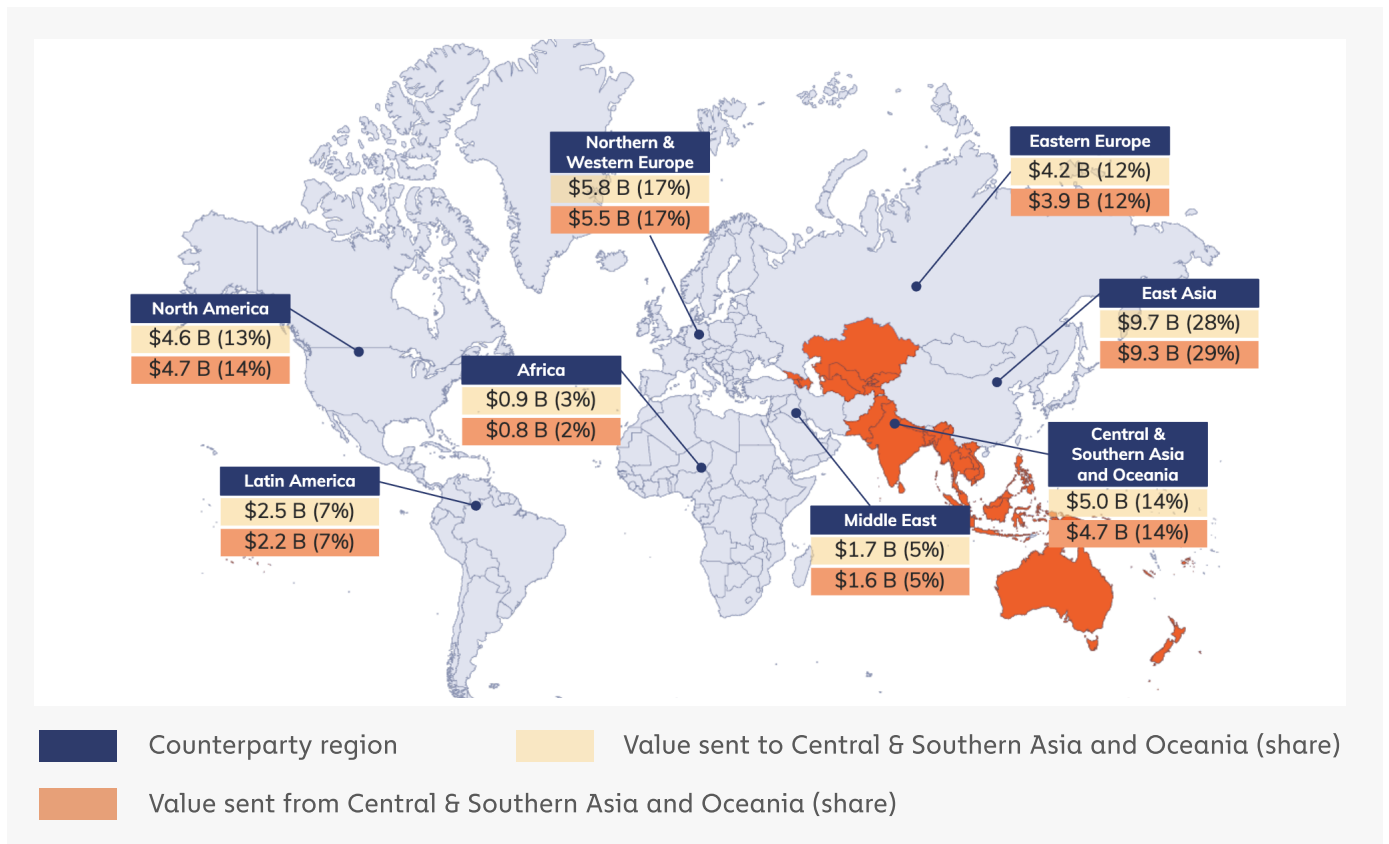 Northern &
Western Europe
$5.8 B (17%)
$5.5 B (17%)
Eastern Europe
$4.2 B (12%)
$3.9 B (12%)
North America
$4.6 B (13%)
$4.7 B (14%)
East Asia
$9.7 B (28%)
$9.3 B (29%)
Africa
$0.9 B (3%)
$0.8 B (2%)
Central &
Southern Asia
and Oceania
$5.0 B (14%)
$4.7 B (14%)
Latin America
$2.5 B (7%)
$2.2 B (7%)
Middle East
$1.7 B (5%)
$1.6 B (5%)
Counterparty region
Value sent to Central & Southern Asia and Oceania (share)
Value sent from Central & Southern Asia and Oceania (share)